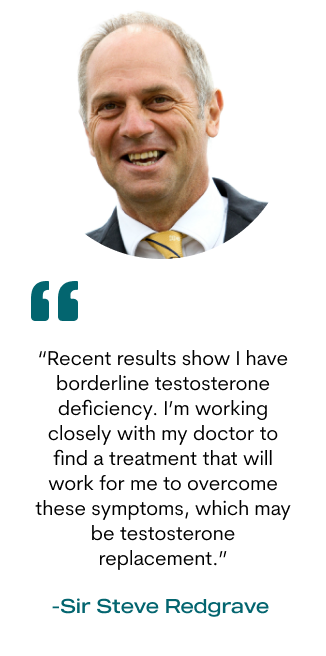 “Recent results show I have
borderline testosterone
deficiency. I’m working
closely with my doctor to
find a treatment that will
work for me to overcome
these symptoms, which may
be testosterone
replacement.”
-Sir Steve Redgrave